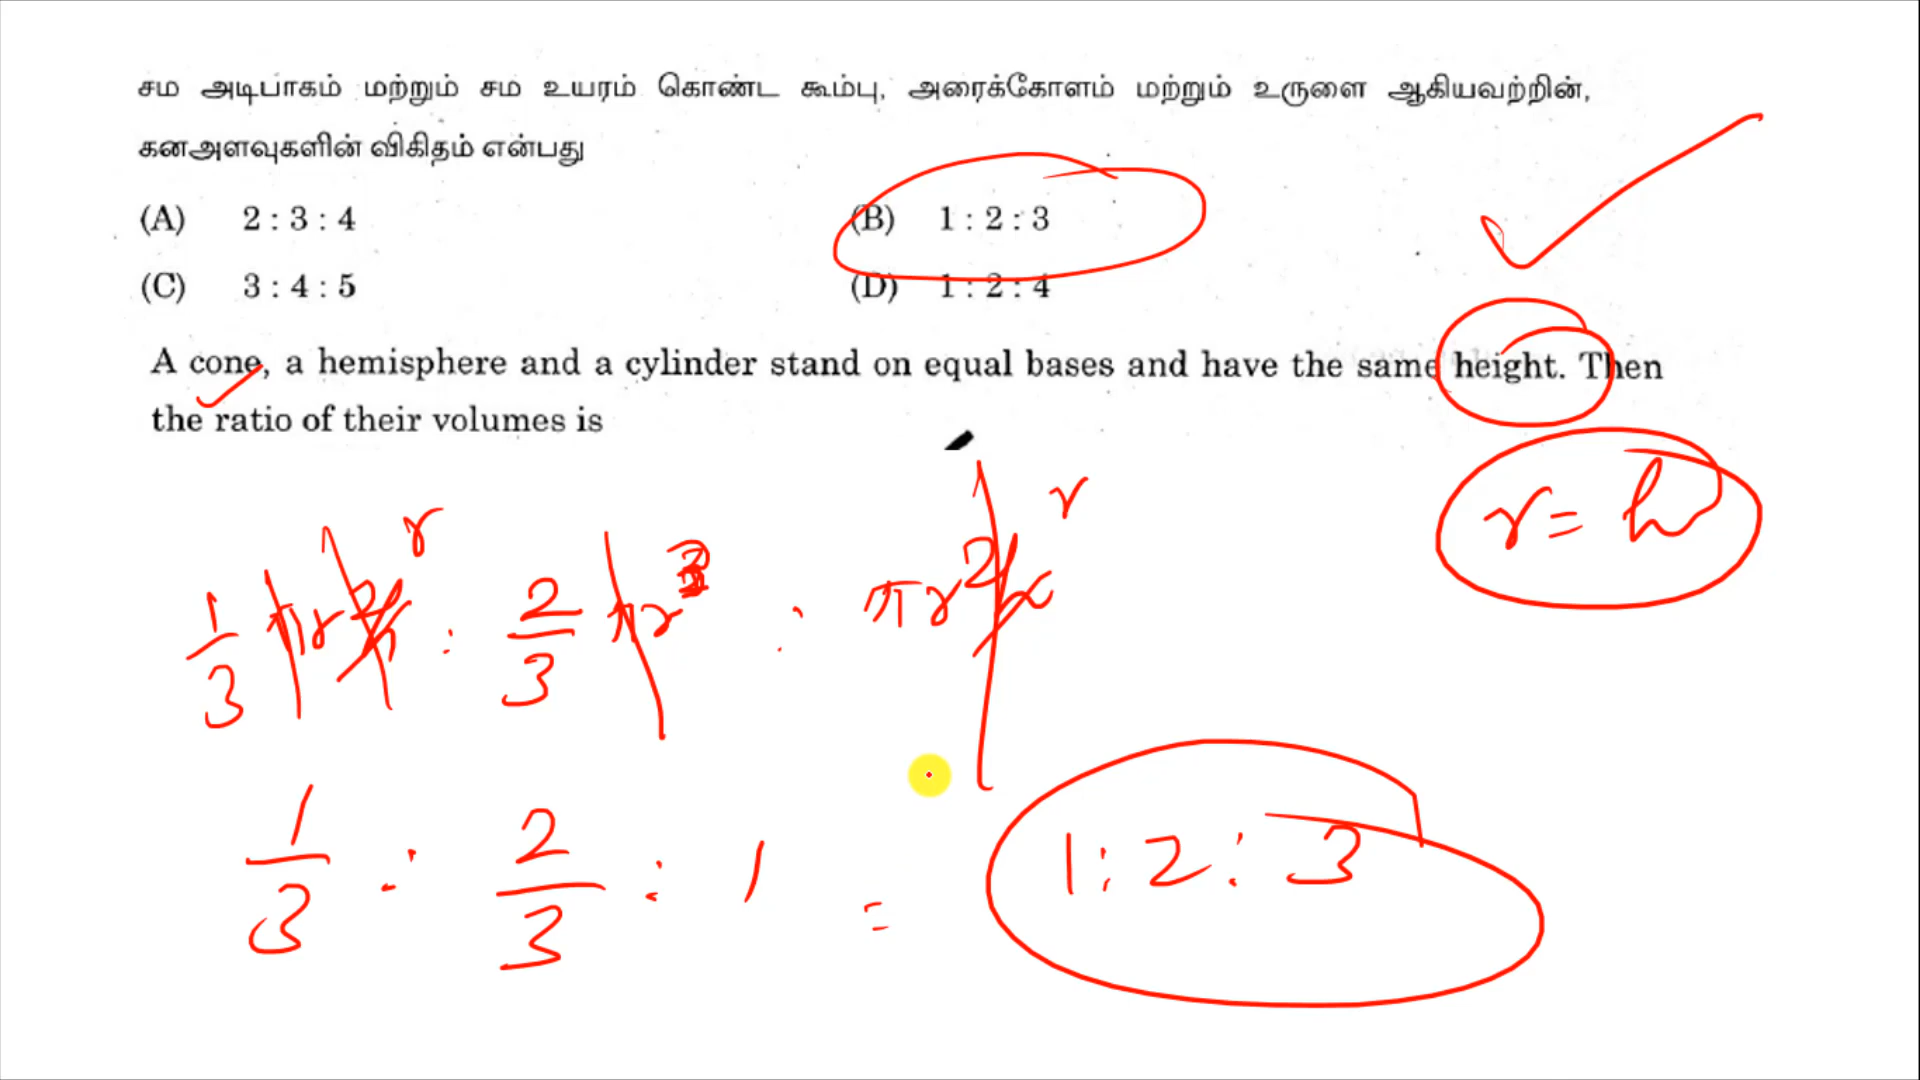 சம அடிபாகம் மற்றும் சம உயரம் கொண்ட கூம்பு, அரைக்கோளம் மற்றும் உருளை ஆகியவற்றின்,
கனஅளவுகளின் விகிதம் என்பது
(A) 2 : 3 : 4 (B) 1 : 2 : 3
(C) 3 : 4 : 5 (D) 1 : 2 : 4
A cone, a hemisphere and a cylinder stand on equal bases and have the same height. Then
the ratio of their volumes is
r = h
1/3 πr²h r : 2/3 πr³ : πr²h r
1/3 : 2/3 : 1 = 1 : 2 : 3